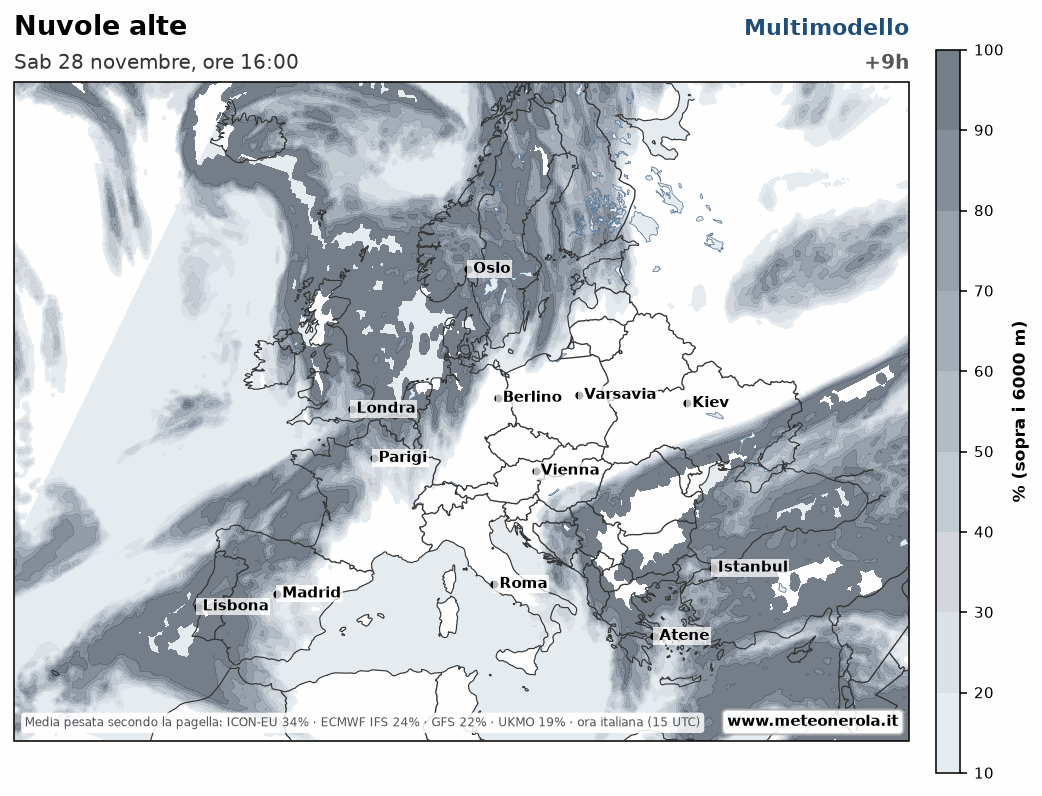 Nuvole alte
Multimodello
Sab 28 novembre, ore 16:00
+9h
100
90
80
70
60
50
40
30
20
10
% (sopra i 6000 m)
Oslo
Londra
Berlino
Varsavia
Kiev
Parigi
Vienna
Istanbul
Roma
Madrid
Lisbona
Atene
Media pesata secondo la pagella: ICON-EU 34% · ECMWF IFS 24% · GFS 22% · UKMO 19% · ora italiana (15 UTC)
www.meteonerola.it